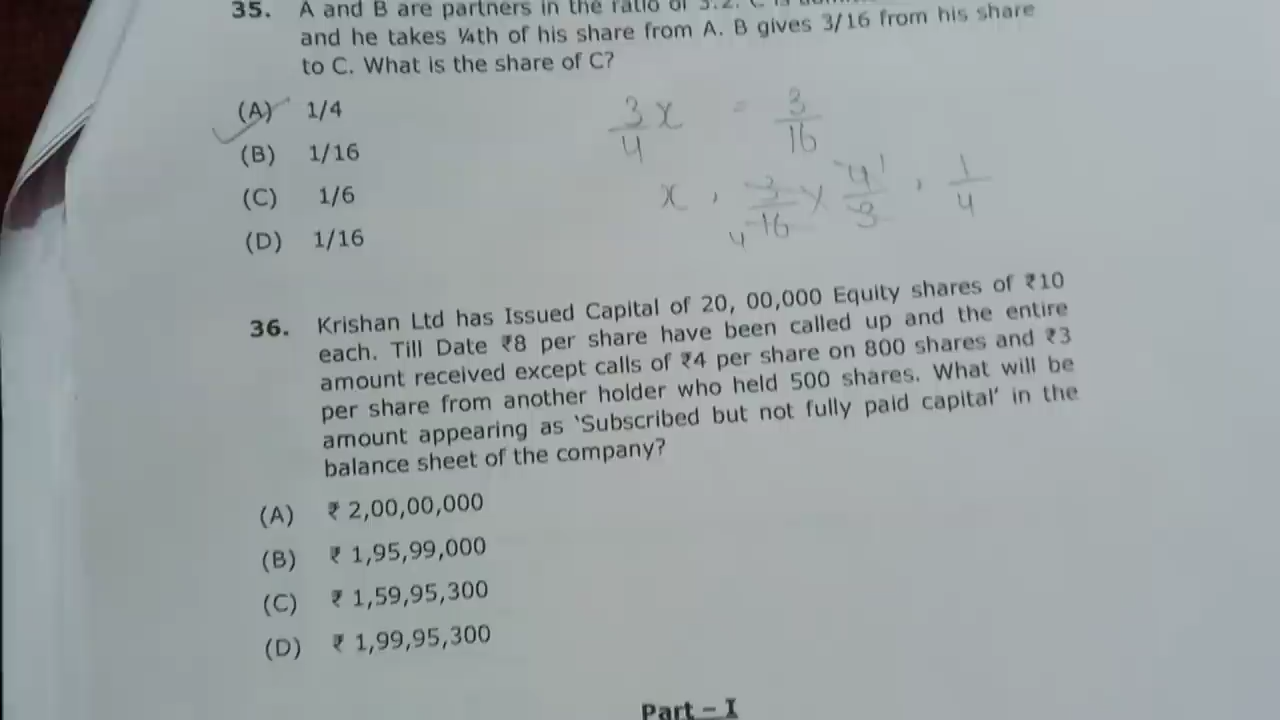 35. A and B are partners in the ratio of 3:2. C is
and he takes ¼th of his share from A. B gives 3/16 from his share
to C. What is the share of C?
(A) 1/4
(B) 1/16
(C) 1/6
(D) 1/16
3/4 x = 3/16
x , 3/16 x 4/3 , 1/4
4 1
36. Krishan Ltd has Issued Capital of 20, 00,000 Equity shares of ₹10
each. Till Date ₹8 per share have been called up and the entire
amount received except calls of ₹4 per share on 800 shares and ₹3
per share from another holder who held 500 shares. What will be
amount appearing as ‘Subscribed but not fully paid capital’ in the
balance sheet of the company?
(A) ₹ 2,00,00,000
(B) ₹ 1,95,99,000
(C) ₹ 1,59,95,300
(D) ₹ 1,99,95,300
Part – I